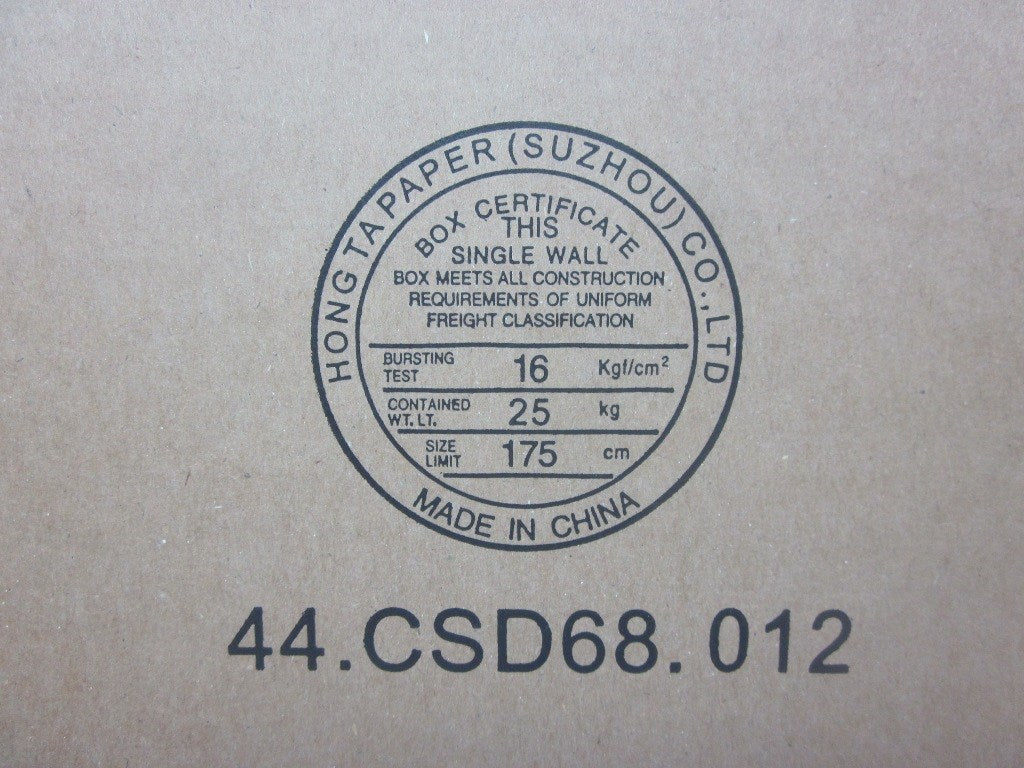 HONG TA PAPER (SUZHOU) CO., LTD
BOX CERTIFICATE
THIS
SINGLE WALL
BOX MEETS ALL CONSTRUCTION
REQUIREMENTS OF UNIFORM
FREIGHT CLASSIFICATION
BURSTING TEST 16 Kgf/cm²
CONTAINED WT. LT. 25 kg
SIZE LIMIT 175 cm
MADE IN CHINA
44.CSD68.012